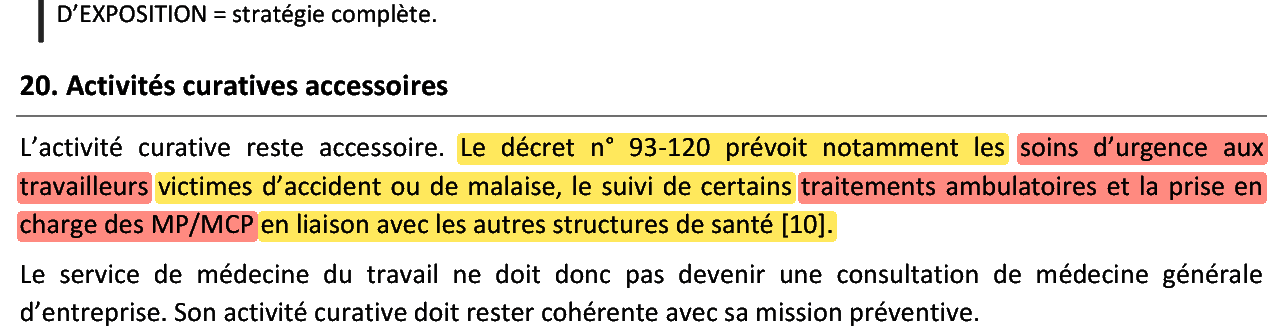 D’EXPOSITION = stratégie complète.
20. Activités curatives accessoires
L’activité curative reste accessoire. Le décret n° 93-120 prévoit notamment les soins d’urgence aux
travailleurs victimes d’accident ou de malaise, le suivi de certains traitements ambulatoires et la prise en
charge des MP/MCP en liaison avec les autres structures de santé [10].
Le service de médecine du travail ne doit donc pas devenir une consultation de médecine générale
d’entreprise. Son activité curative doit rester cohérente avec sa mission préventive.